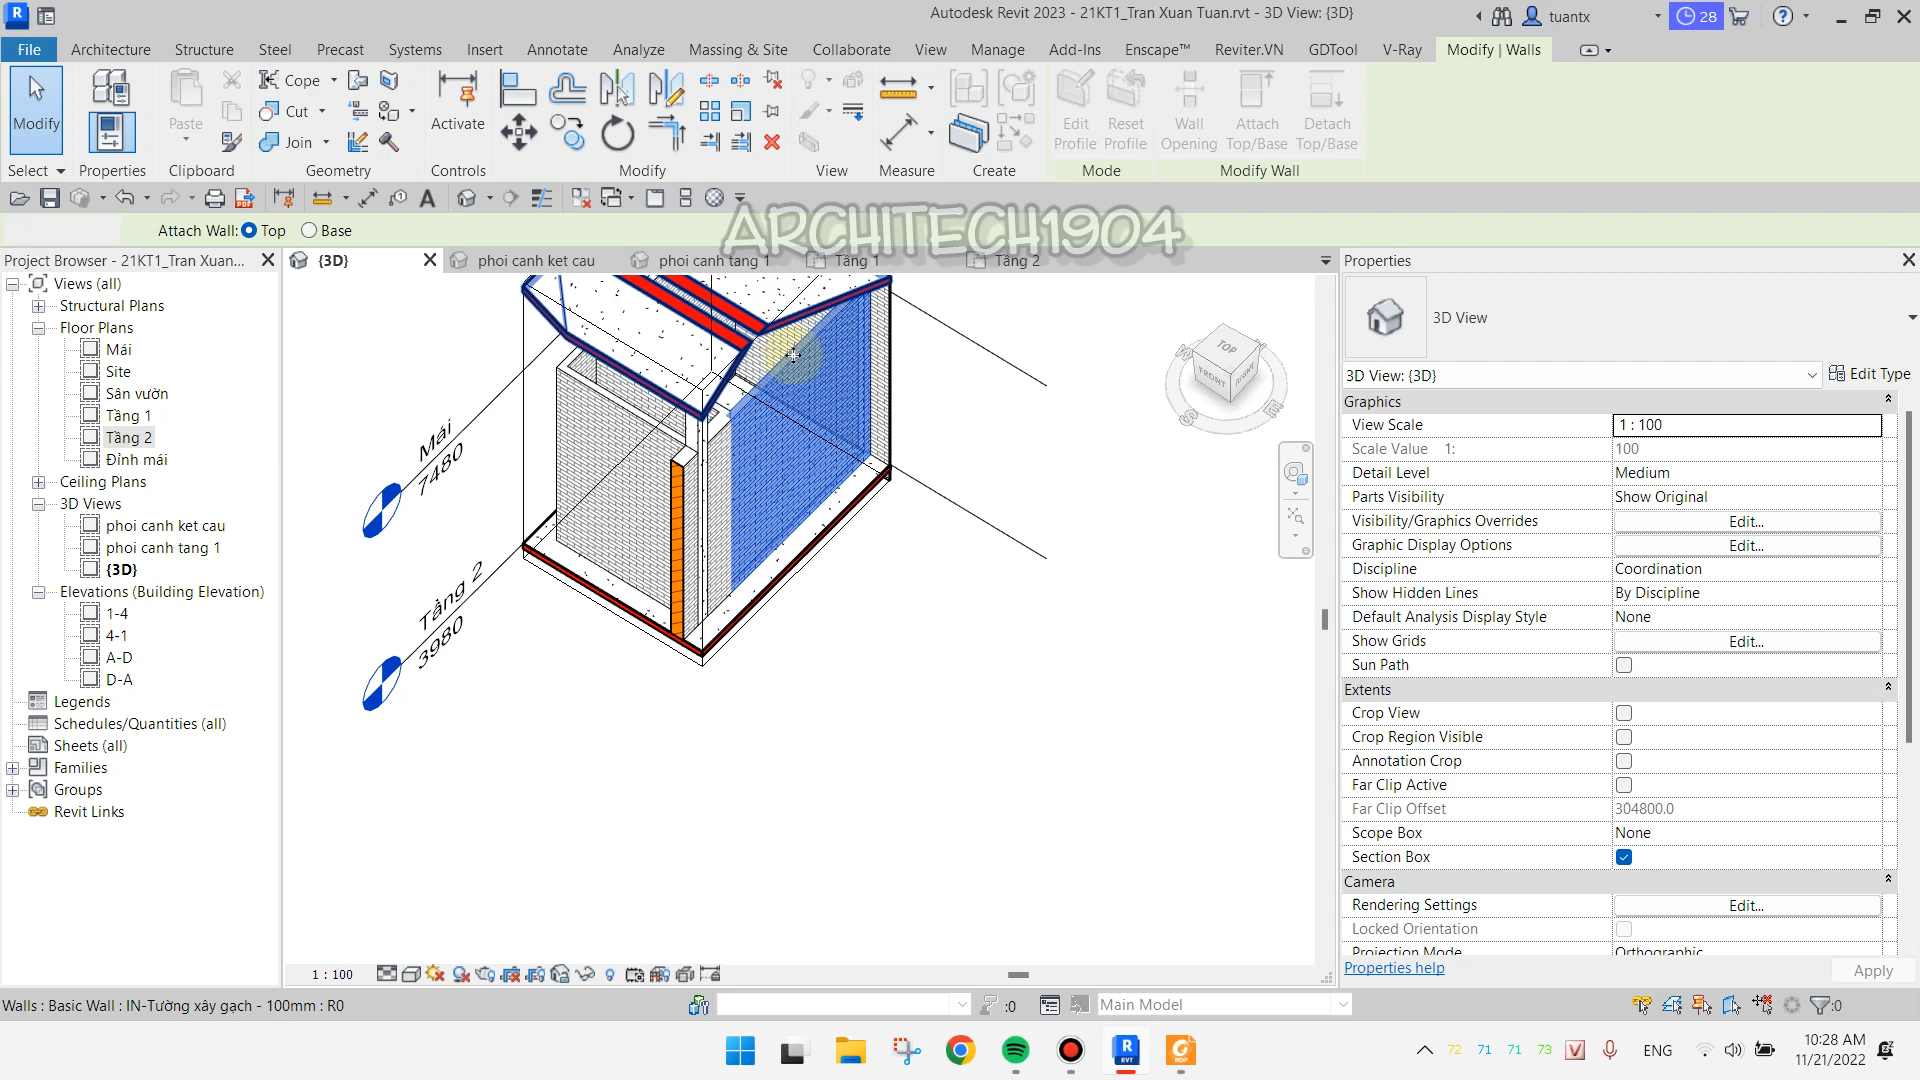 Autodesk Revit 2023 - 21KT1_Tran Xuan Tuan.rvt - 3D View: {3D}
tuantx
28
File Architecture Structure Steel Precast Systems Insert Annotate Analyze Massing & Site Collaborate View Manage Add-Ins Enscape™ Reviter.VN GDTool V-Ray Modify | Walls
Modify
Paste
Cope
Cut
Join
Activate
Edit Profile
Reset Profile
Wall Opening
Attach Top/Base
Detach Top/Base
Select Properties Clipboard Geometry Controls Modify View Measure Create Mode Modify Wall
Attach Wall: Top Base
ARCHITECH1904
Project Browser - 21KT1_Tran Xuan...
{3D}
phoi canh ket cau
phoi canh tang 1
Tầng 1
Tầng 2
Views (all)
Structural Plans
Floor Plans
Mái
Site
Sân vườn
Tầng 1
Tầng 2
Đỉnh mái
Ceiling Plans
3D Views
phoi canh ket cau
phoi canh tang 1
{3D}
Elevations (Building Elevation)
1-4
4-1
A-D
D-A
Legends
Schedules/Quantities (all)
Sheets (all)
Families
Groups
Revit Links
Mái
7480
Tầng 2
3980
TOP
FRONT
RIGHT
S
E
Properties
3D View
3D View: {3D}
Edit Type
Graphics
View Scale 1 : 100
Scale Value 1: 100
Detail Level Medium
Parts Visibility Show Original
Visibility/Graphics Overrides Edit...
Graphic Display Options Edit...
Discipline Coordination
Show Hidden Lines By Discipline
Default Analysis Display Style None
Show Grids Edit...
Sun Path
Extents
Crop View
Crop Region Visible
Annotation Crop
Far Clip Active
Far Clip Offset 304800.0
Scope Box None
Section Box
Camera
Rendering Settings Edit...
Locked Orientation
Projection Mode Orthographic
Properties help
Apply
1 : 100
Walls : Basic Wall : IN-Tường xây gạch - 100mm : R0
:0
Main Model
:0
72 71 71 73
ENG
10:28 AM
11/21/2022